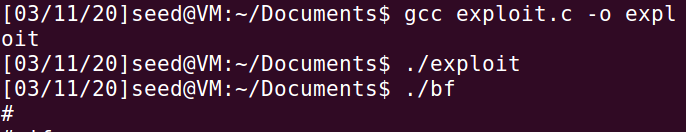 [03/11/20]seed@VM:~/Documents$ gcc exploit.c -o expl
oit
[03/11/20]seed@VM:~/Documents$ ./exploit
[03/11/20]seed@VM:~/Documents$ ./bf
#